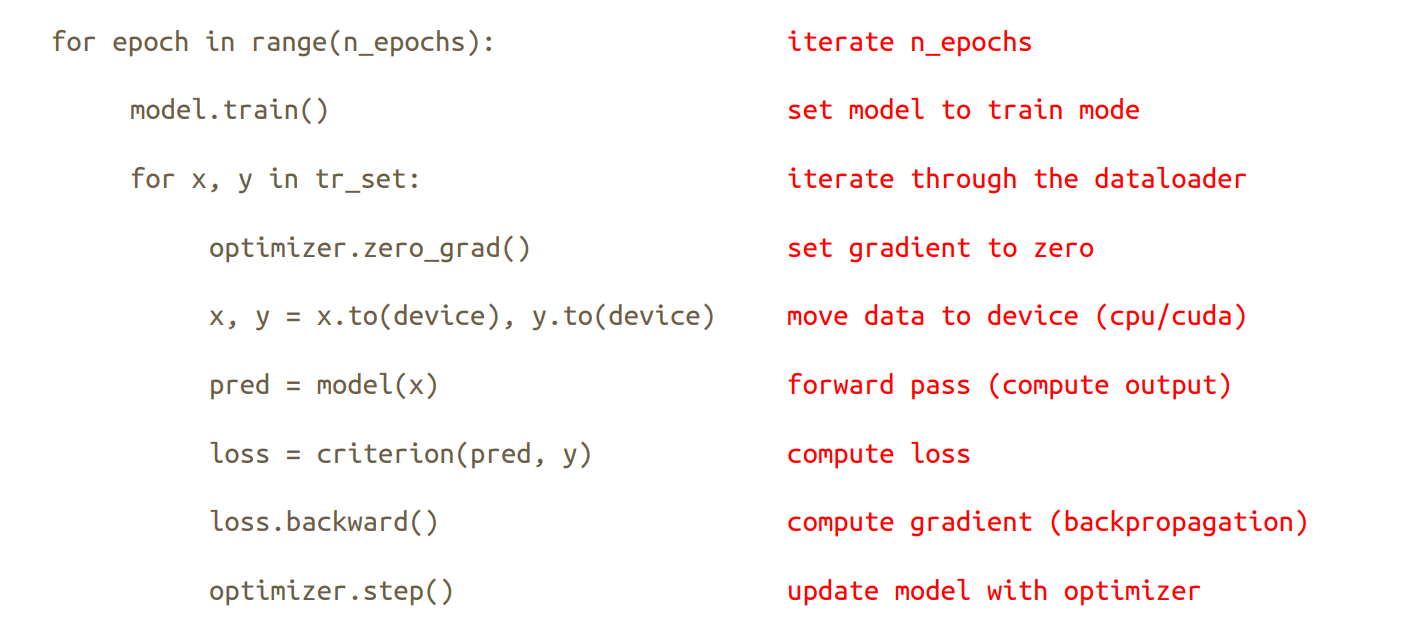 for epoch in range(n_epochs): iterate n_epochs
model.train() set model to train mode
for x, y in tr_set: iterate through the dataloader
optimizer.zero_grad() set gradient to zero
x, y = x.to(device), y.to(device) move data to device (cpu/cuda)
pred = model(x) forward pass (compute output)
loss = criterion(pred, y) compute loss
loss.backward() compute gradient (backpropagation)
optimizer.step() update model with optimizer